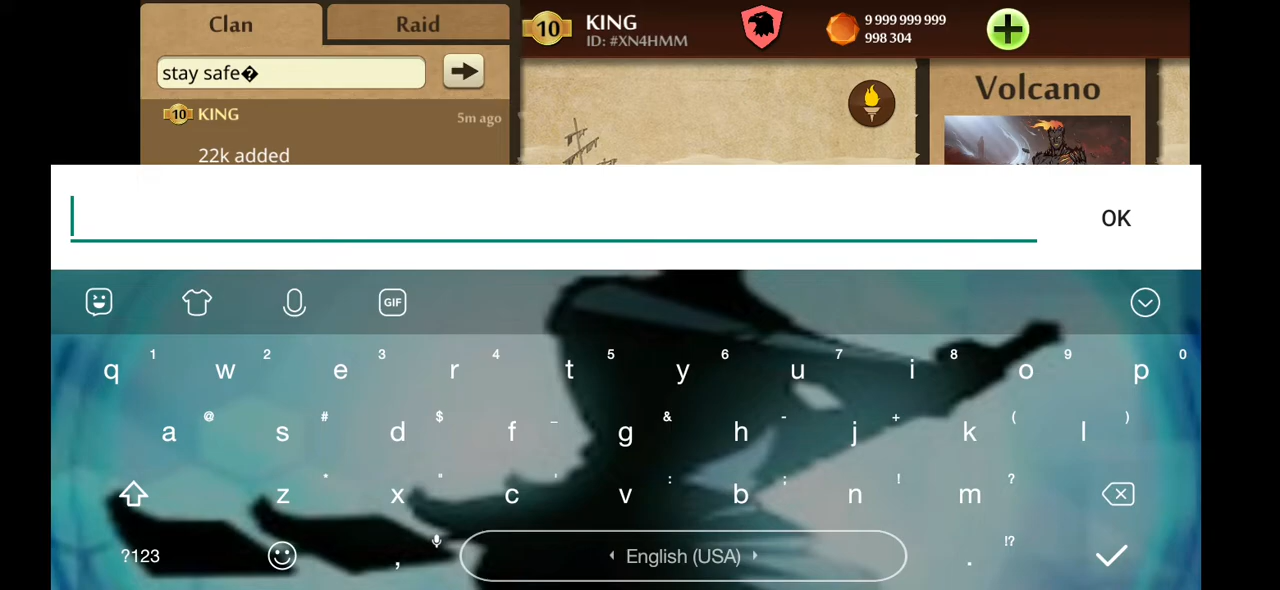 Clan
Raid
10
KING
ID: #XN4HMM
9 999 999 999
998 304
stay safe�
10 KING
5m ago
22k added
Volcano
OK
GIF
1 2 3 4 5 6 7 8 9 0
q w e r t y u i o p
@ # $ _ & - + ( )
a s d f g h j k l
* " ' : ; ! ?
z x c v b n m
?123
,
English (USA)
!?
.